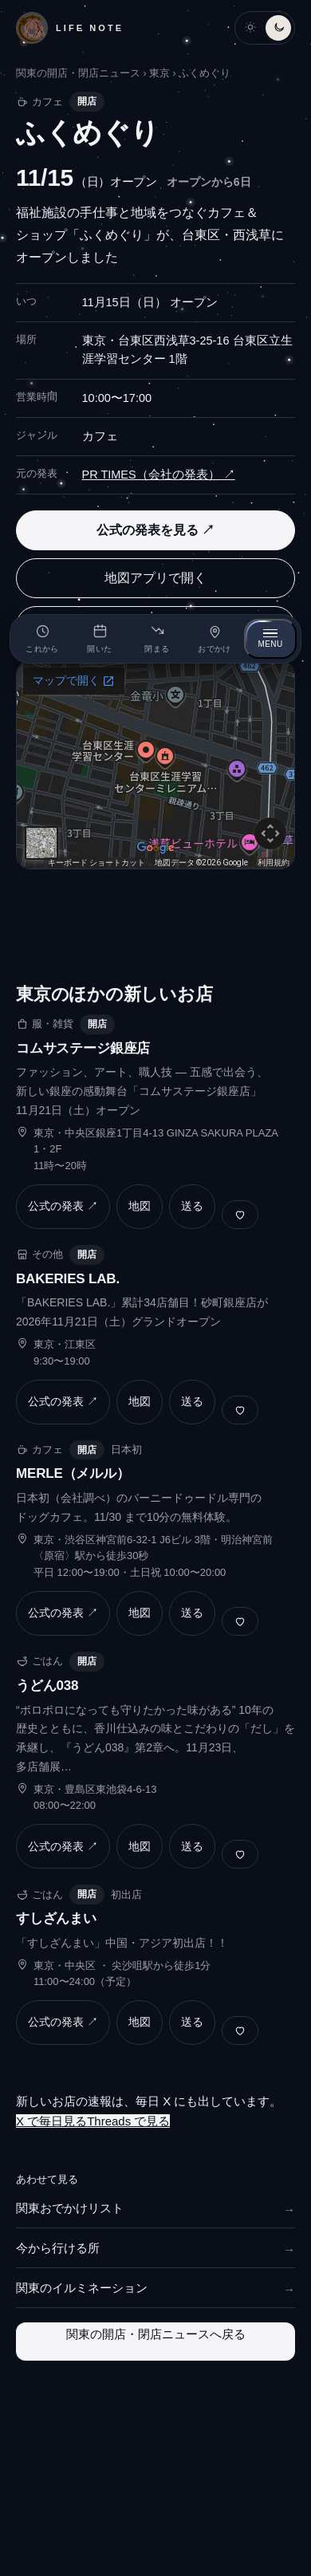 LIFE NOTE
関東の開店・閉店ニュース › 東京 › ふくめぐり
カフェ 開店
ふくめぐり
11/15（日）オープン オープンから6日
福祉施設の手仕事と地域をつなぐカフェ＆
ショップ「ふくめぐり」が、台東区・西浅草に
オープンしました
いつ 11月15日（日） オープン
場所 東京・台東区西浅草3-25-16 台東区立生
涯学習センター 1階
営業時間 10:00〜17:00
ジャンル カフェ
元の発表 PR TIMES（会社の発表） ↗
公式の発表を見る ↗
地図アプリで開く
これから 開いた 閉まる おでかけ MENU
マップで開く
金竜小
1丁目
462
台東区生涯
学習センター
台東区生涯学習
センターミレニアム…
親疎通り
3丁目
3丁目
浅草ビューホテル
Google
キーボード ショートカット 地図データ ©2026 Google 利用規約
東京のほかの新しいお店
服・雑貨 開店
コムサステージ銀座店
ファッション、アート、職人技 ― 五感で出会う、
新しい銀座の感動舞台「コムサステージ銀座店」
11月21日（土）オープン
東京・中央区銀座1丁目4-13 GINZA SAKURA PLAZA
1・2F
11時〜20時
公式の発表 ↗ 地図 送る
その他 開店
BAKERIES LAB.
「BAKERIES LAB.」累計34店舗目！砂町銀座店が
2026年11月21日（土）グランドオープン
東京・江東区
9:30〜19:00
公式の発表 ↗ 地図 送る
カフェ 開店 日本初
MERLE（メルル）
日本初（会社調べ）のバーニードゥードル専門の
ドッグカフェ。11/30 まで10分の無料体験。
東京・渋谷区神宮前6-32-1 J6ビル 3階・明治神宮前
〈原宿〉駅から徒歩30秒
平日 12:00〜19:00・土日祝 10:00〜20:00
公式の発表 ↗ 地図 送る
ごはん 開店
うどん038
“ボロボロになっても守りたかった味がある” 10年の
歴史とともに、香川仕込みの味とこだわりの「だし」を
承継し、『うどん038』第2章へ。11月23日、
多店舗展…
東京・豊島区東池袋4-6-13
08:00〜22:00
公式の発表 ↗ 地図 送る
ごはん 開店 初出店
すしざんまい
「すしざんまい」中国・アジア初出店！！
東京・中央区 ・ 尖沙咀駅から徒歩1分
11:00〜24:00（予定）
公式の発表 ↗ 地図 送る
新しいお店の速報は、毎日 X にも出しています。
X で毎日見るThreads で見る
あわせて見る
関東おでかけリスト →
今から行ける所 →
関東のイルミネーション →
関東の開店・閉店ニュースへ戻る